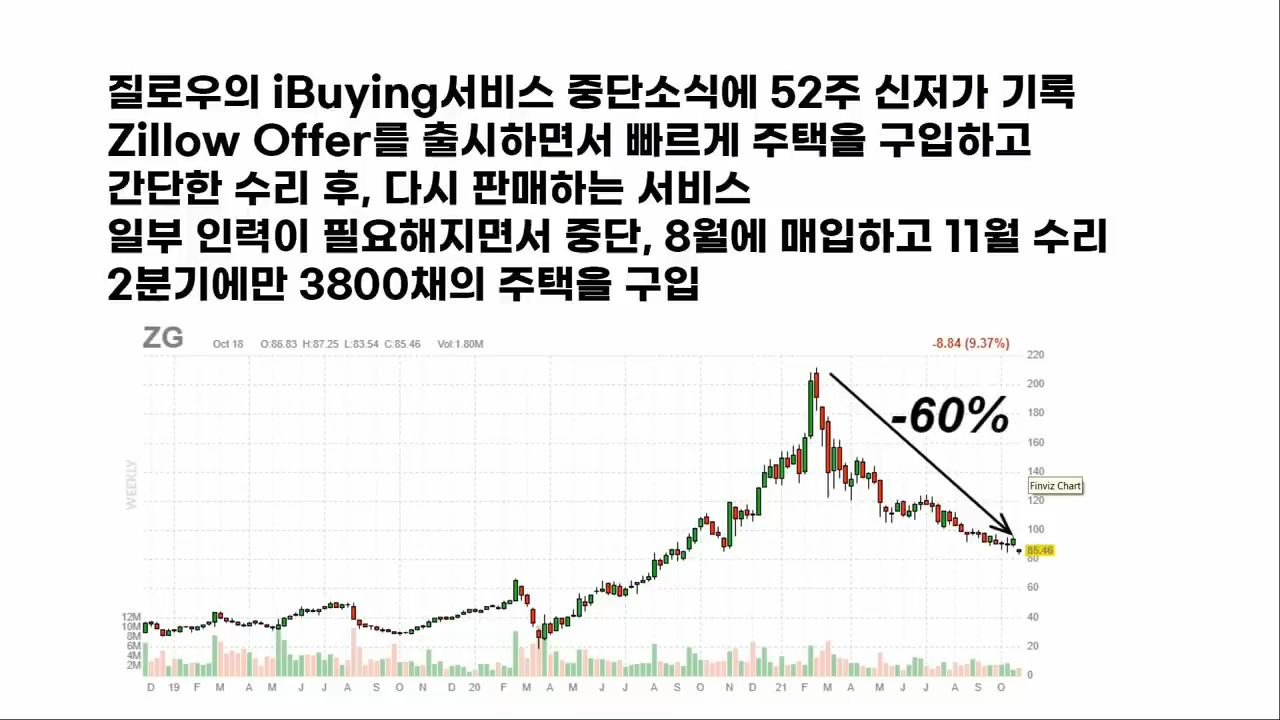 질로우의 iBuying서비스 중단소식에 52주 신저가 기록
Zillow Offer를 출시하면서 빠르게 주택을 구입하고
간단한 수리 후, 다시 판매하는 서비스
일부 인력이 필요해지면서 중단, 8월에 매입하고 11월 수리
2분기에만 3800채의 주택을 구입
ZG Oct 18 O:86.83 H:87.25 L:83.54 C:85.46 Vol:1.80M -8.84 (9.37%)
220
200
-60%
180
160
WEEKLY
140
Finviz Chart
120
100
85.46
80
60
12M 40
10M
8M
6M 20
4M
2M
0
D 19 F M A M J J A S O N D 20 F M A M J J A S O N D 21 F M A M J J A S O